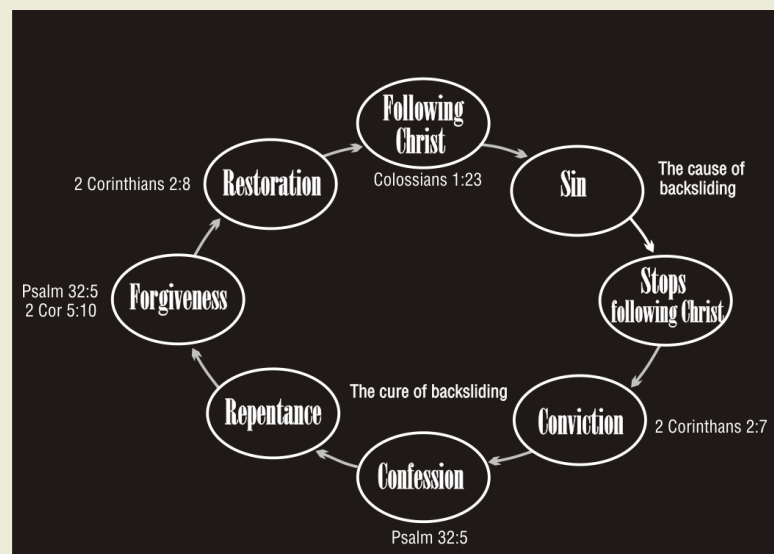 Following
Christ
Colossians 1:23
Sin
The cause of
backsliding
Stops
following Christ
Conviction
2 Corinthans 2:7
The cure of backsliding
Confession
Psalm 32:5
Repentance
Forgiveness
Psalm 32:5
2 Cor 5:10
Restoration
2 Corinthians 2:8